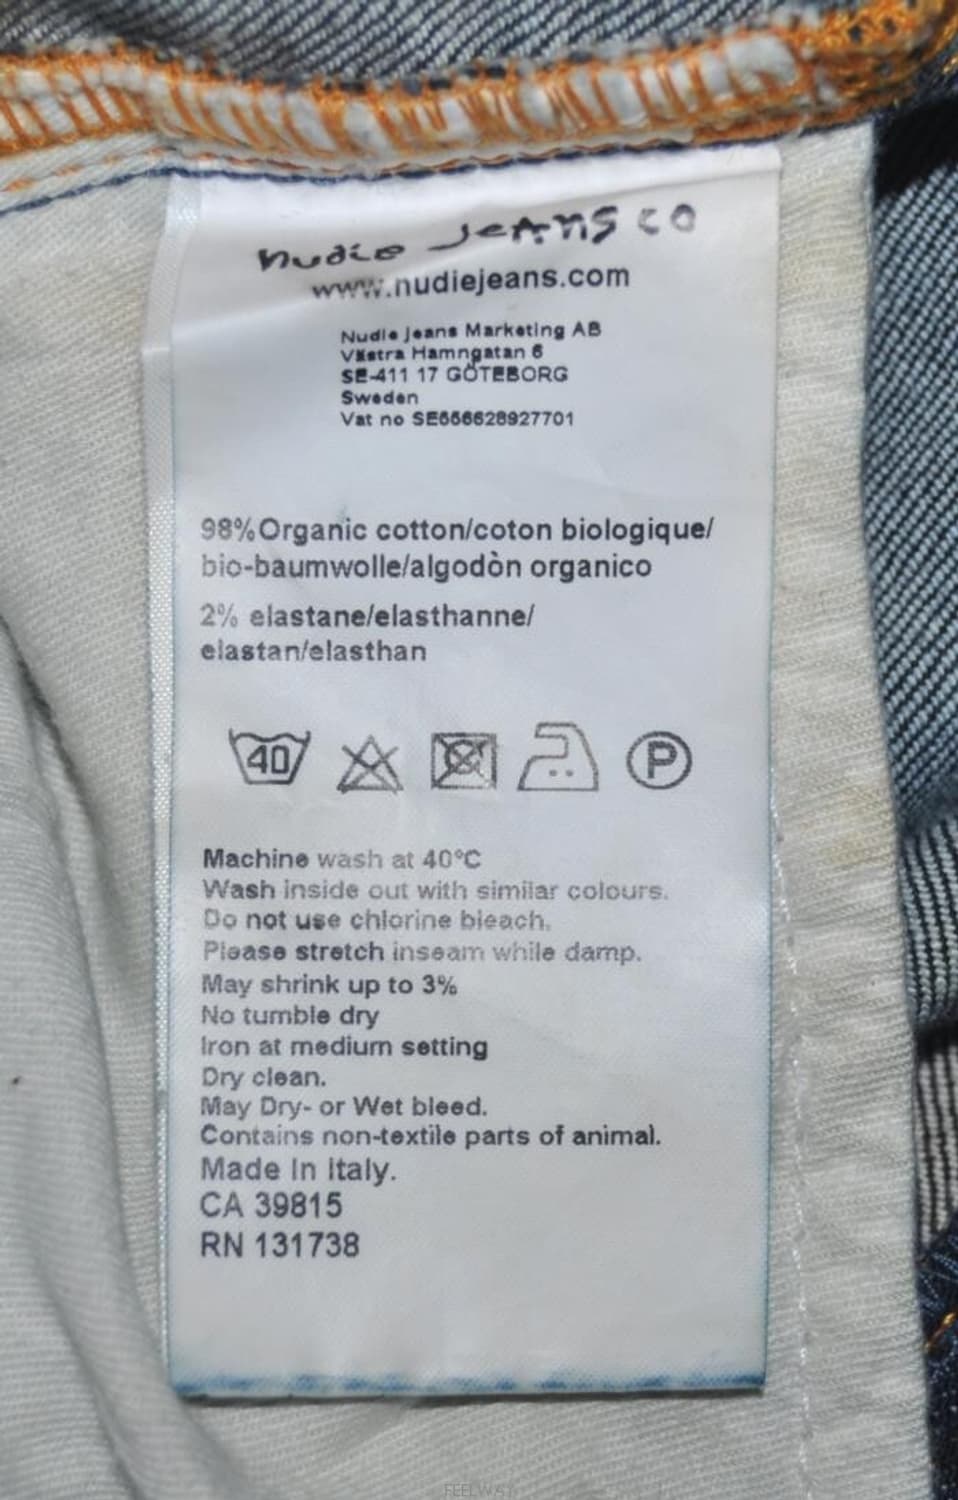 nudie Jeans co
www.nudiejeans.com
Nudie Jeans Marketing AB
Västra Hamngatan 6
SE-411 17 GÖTEBORG
Sweden
Vat no SE556628927701
98%Organic cotton/coton biologique/
bio-baumwolle/algodòn organico
2% elastane/elasthanne/
elastan/elasthan
40
P
Machine wash at 40°C
Wash inside out with similar colours.
Do not use chlorine bleach.
Please stretch inseam while damp.
May shrink up to 3%
No tumble dry
Iron at medium setting
Dry clean.
May Dry- or Wet bleed.
Contains non-textile parts of animal.
Made In Italy.
CA 39815
RN 131738
FEELWAY